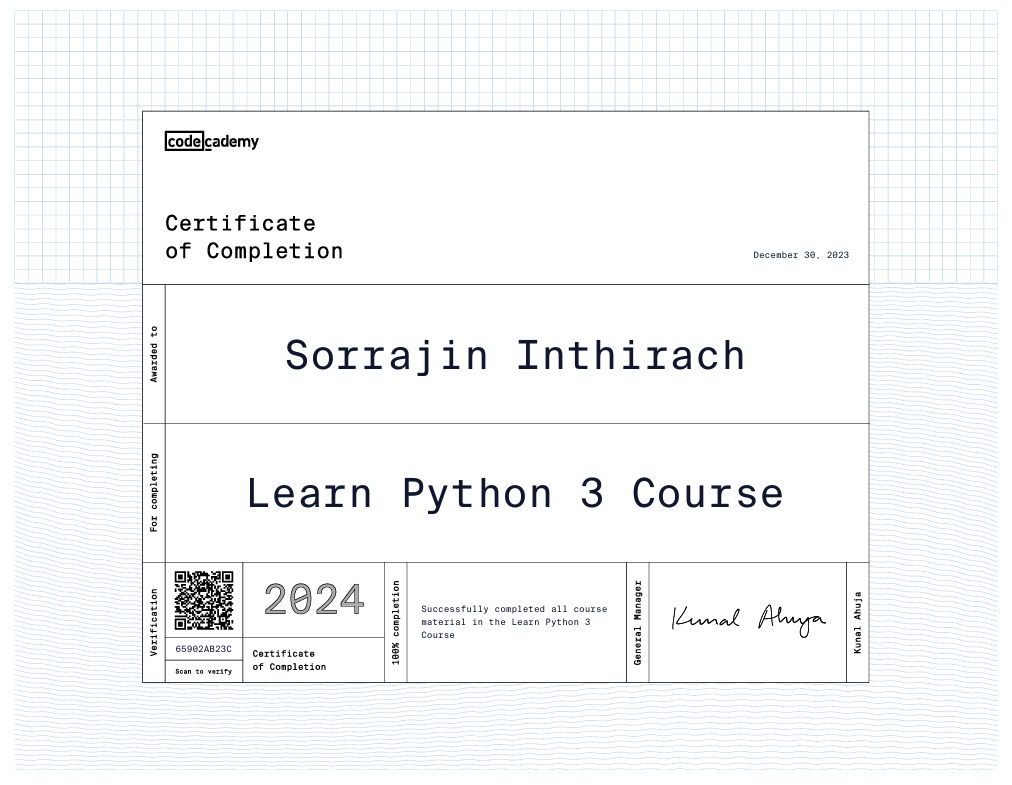 codecademy
Certificate
of Completion
December 30, 2023
Awarded to
Sorrajin Inthirach
For completing
Learn Python 3 Course
Verification
65902AB23C
Scan to verify
2024
Certificate
of Completion
100% completion
Successfully completed all course
material in the Learn Python 3
Course
General Manager
Kunal Ahuja
Kunal Ahuja